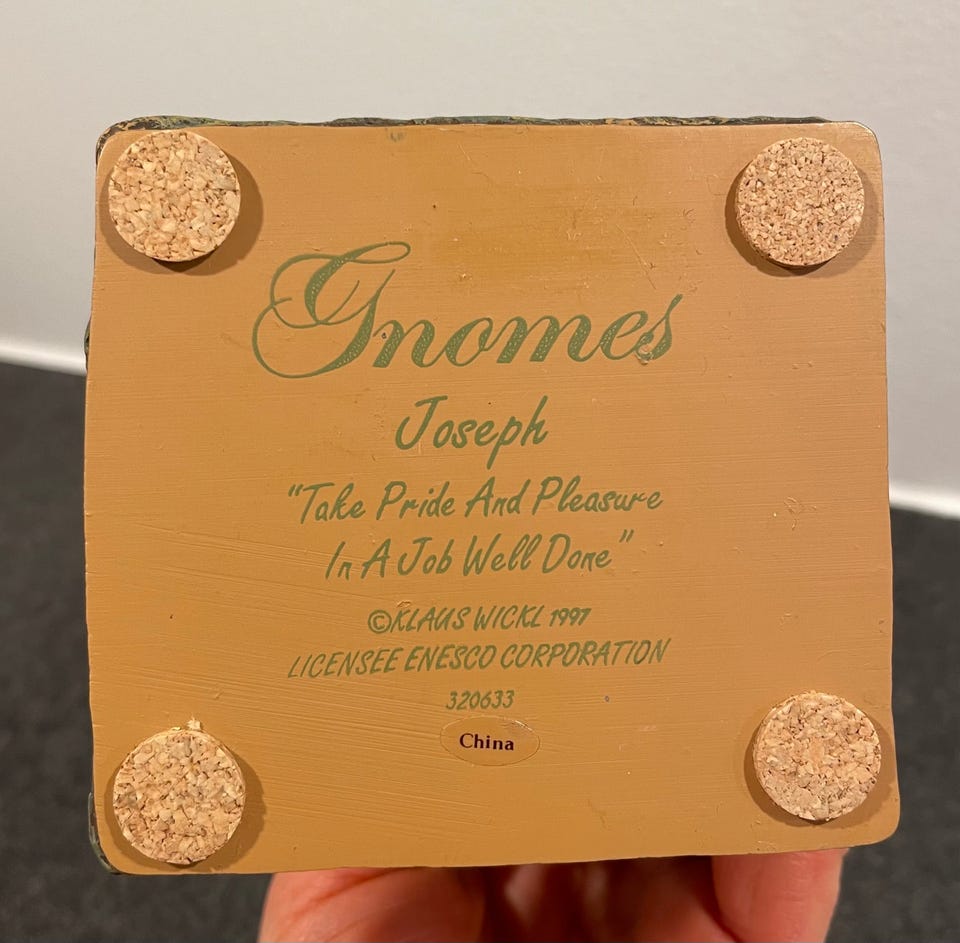 Gnomes
Joseph
"Take Pride And Pleasure
In A Job Well Done"
©KLAUS WICKL 1997
LICENSEE ENESCO CORPORATION
320633
China